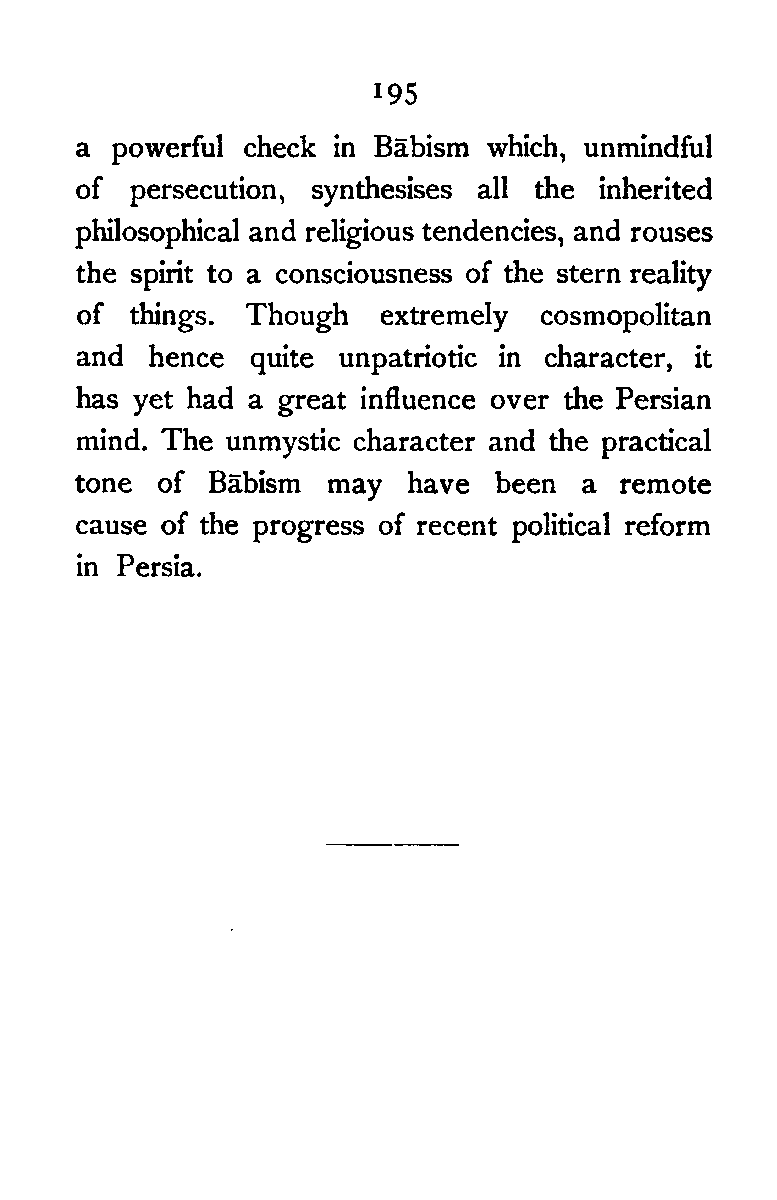 195
a powerful check in Bābism which, unmindful
of persecution, synthesises all the inherited
philosophical and religious tendencies, and rouses
the spirit to a consciousness of the stern reality
of things. Though extremely cosmopolitan
and hence quite unpatriotic in character, it
has yet had a great influence over the Persian
mind. The unmystic character and the practical
tone of Bābism may have been a remote
cause of the progress of recent political reform
in Persia.